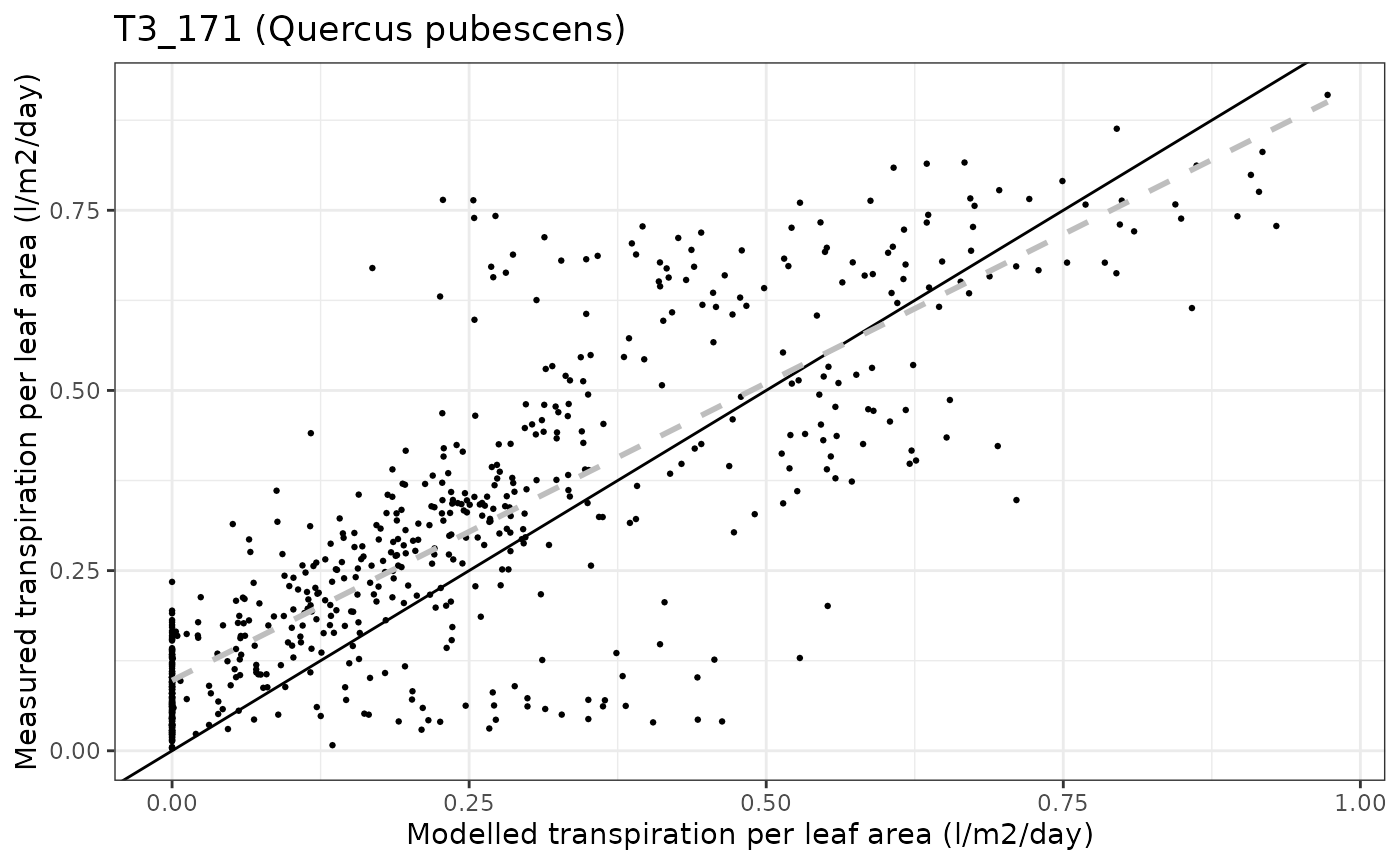 T3_171 (Quercus pubescens)
Measured transpiration per leaf area (l/m2/day)
0.75
0.50
0.25
0.00
0.00 0.25 0.50 0.75 1.00
Modelled transpiration per leaf area (l/m2/day)